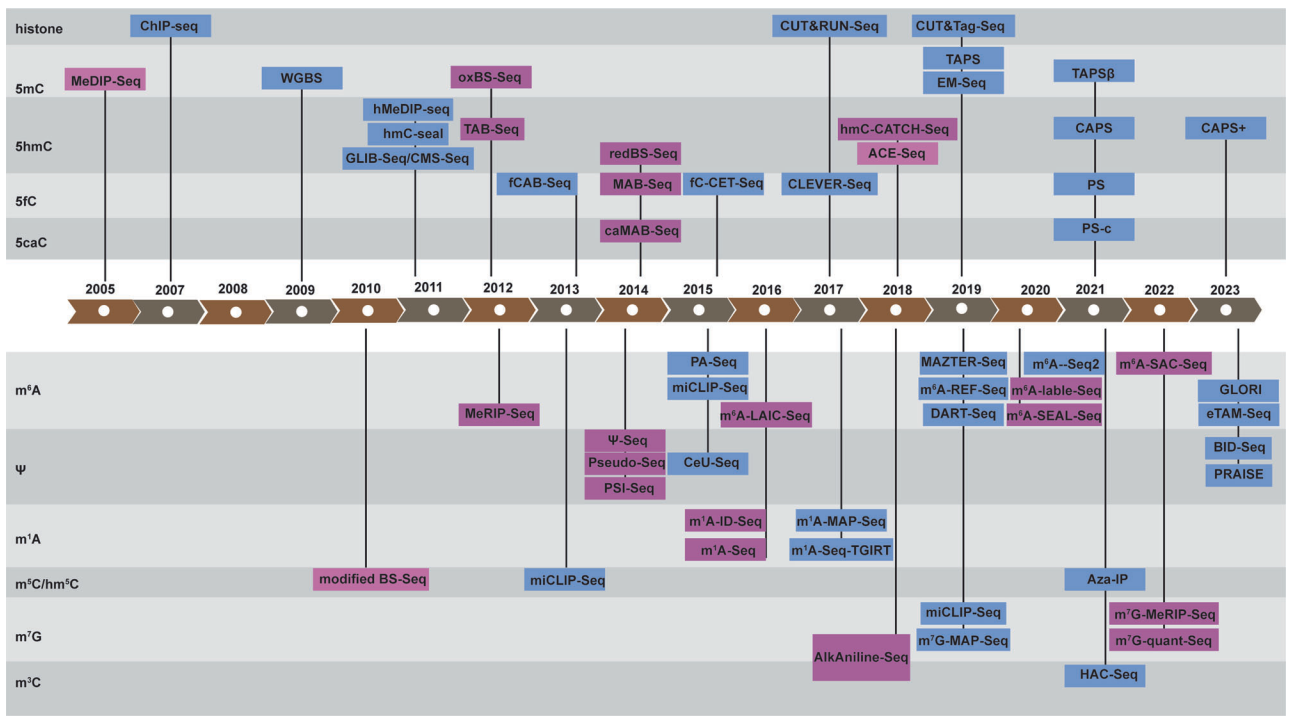 histone
ChIP-seq
CUT&RUN-Seq
CUT&Tag-Seq
5mC
MeDIP-Seq
WGBS
oxBS-Seq
TAPS
EM-Seq
TAPSβ
5hmC
hMeDIP-seq
hmC-seal
GLIB-Seq/CMS-Seq
TAB-Seq
redBS-Seq
hmC-CATCH-Seq
ACE-Seq
CAPS
CAPS+
5fC
fCAB-Seq
MAB-Seq
fC-CET-Seq
CLEVER-Seq
PS
5caC
caMAB-Seq
PS-c
2005 2007 2008 2009 2010 2011 2012 2013 2014 2015 2016 2017 2018 2019 2020 2021 2022 2023
m⁶A
MeRIP-Seq
PA-Seq
miCLIP-Seq
m⁶A-LAIC-Seq
MAZTER-Seq
m⁶A-REF-Seq
DART-Seq
m⁶A--Seq2
m⁶A-lable-Seq
m⁶A-SEAL-Seq
m⁶A-SAC-Seq
GLORI
eTAM-Seq
Ψ
Ψ-Seq
Pseudo-Seq
PSI-Seq
CeU-Seq
BID-Seq
PRAISE
m¹A
m¹A-ID-Seq
m¹A-Seq
m¹A-MAP-Seq
m¹A-Seq-TGIRT
m⁵C/hm⁵C
modified BS-Seq
miCLIP-Seq
Aza-IP
m⁷G
AlkAniline-Seq
miCLIP-Seq
m⁷G-MAP-Seq
m⁷G-MeRIP-Seq
m⁷G-quant-Seq
m³C
HAC-Seq